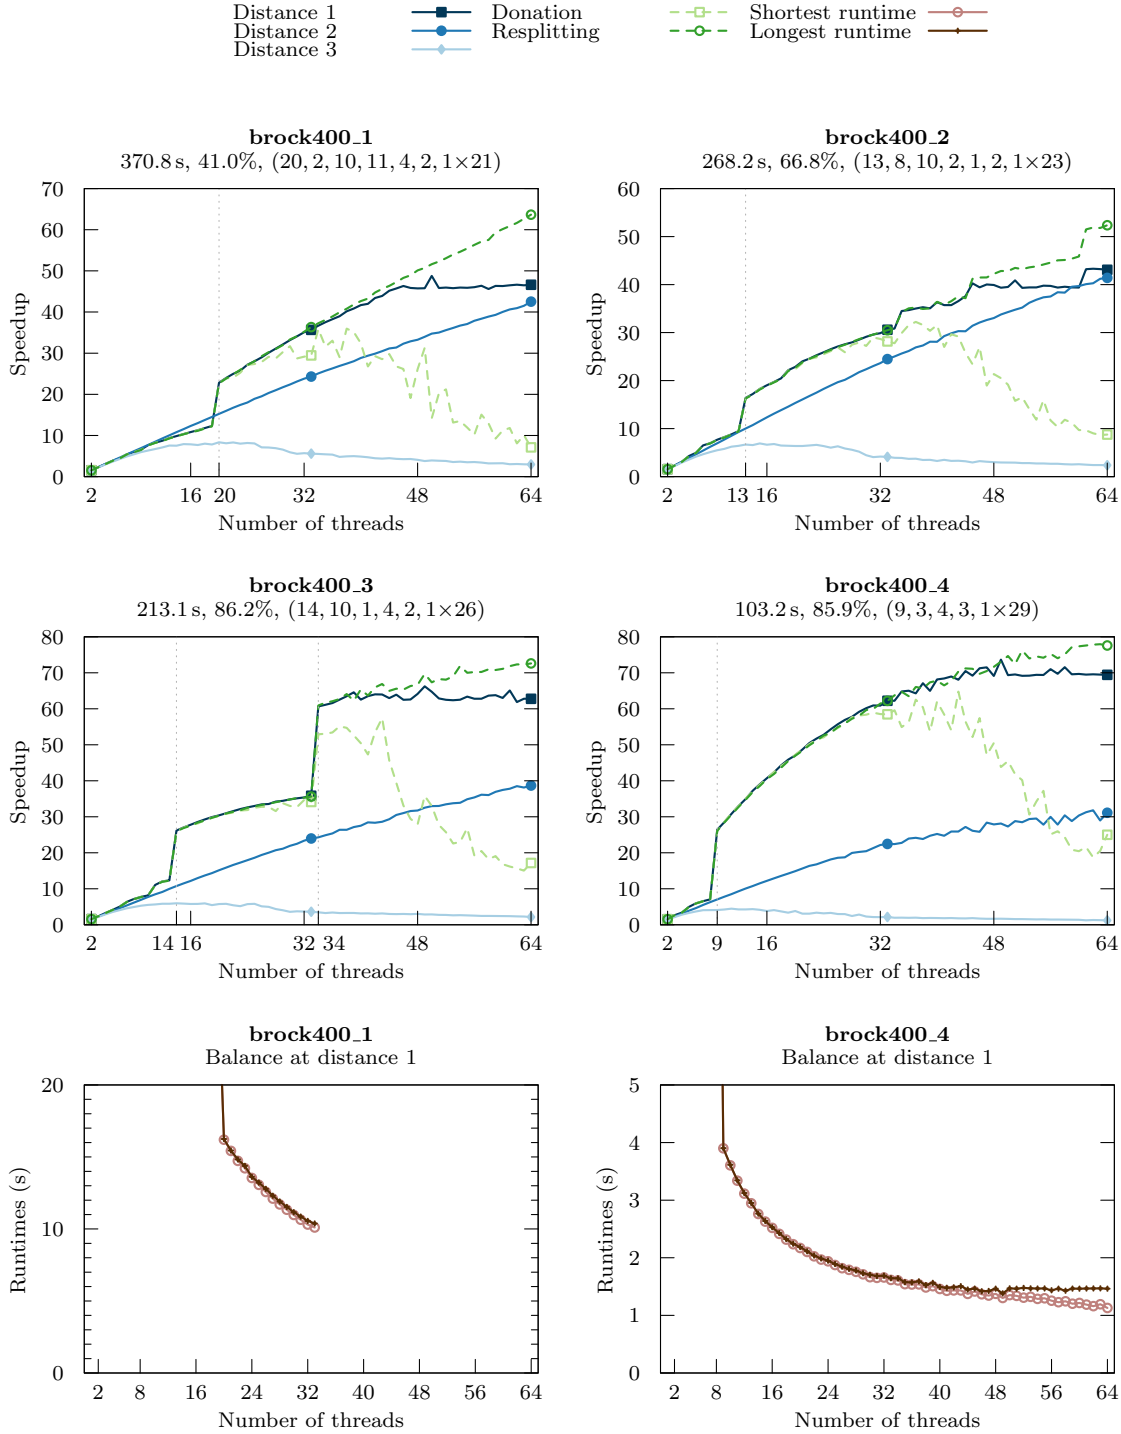 Distance 1 Donation Shortest runtime
Distance 2 Resplitting Longest runtime
Distance 3
brock400_1
370.8 s, 41.0%, (20, 2, 10, 11, 4, 2, 1×21)
Speedup
70
60
50
40
30
20
10
0
2 16 20 32 48 64
Number of threads
brock400_2
268.2 s, 66.8%, (13, 8, 10, 2, 1, 2, 1×23)
Speedup
60
50
40
30
20
10
0
2 13 16 32 48 64
Number of threads
brock400_3
213.1 s, 86.2%, (14, 10, 1, 4, 2, 1×26)
Speedup
80
70
60
50
40
30
20
10
0
2 14 16 32 34 48 64
Number of threads
brock400_4
103.2 s, 85.9%, (9, 3, 4, 3, 1×29)
Speedup
80
70
60
50
40
30
20
10
0
2 9 16 32 48 64
Number of threads
brock400_1
Balance at distance 1
Runtimes (s)
20
10
0
2 8 16 24 32 40 48 56 64
Number of threads
brock400_4
Balance at distance 1
Runtimes (s)
5
4
3
2
1
0
2 8 16 24 32 40 48 56 64
Number of threads